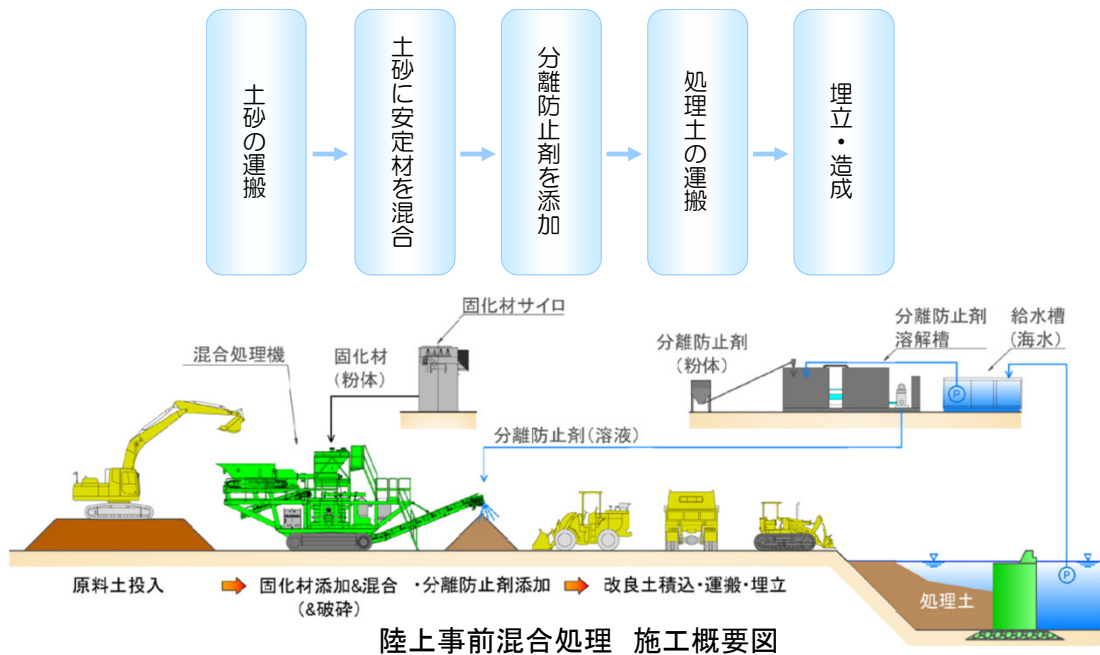 土砂の運搬
土砂に安定材を混合
分離防止剤を添加
処理土の運搬
埋立・造成
固化材サイロ
混合処理機
固化材
(粉体)
分離防止剤
(粉体)
分離防止剤
溶解槽
給水槽
(海水)
P
P
分離防止剤(溶液)
処理土
原料土投入
固化材添加&混合
(&破砕)
・分離防止剤添加
改良土積込・運搬・埋立
陸上事前混合処理 施工概要図